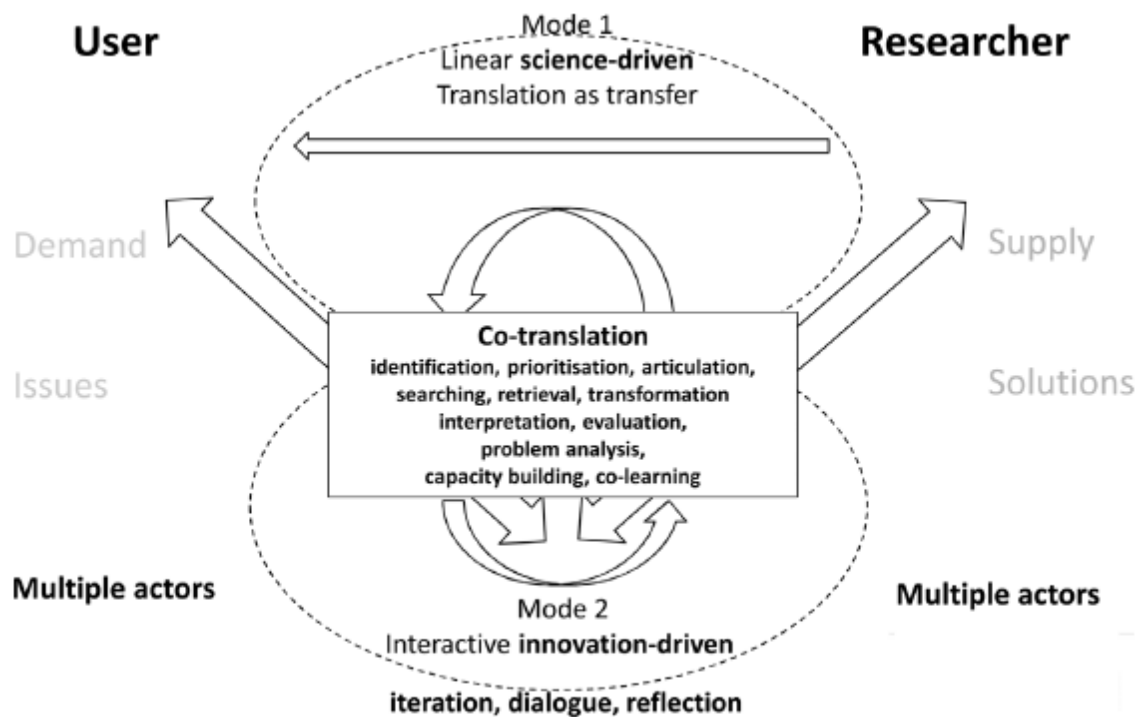 User
Mode 1
Researcher
Linear science-driven
Translation as transfer
Demand
Supply
Co-translation
identification, prioritisation, articulation,
searching, retrieval, transformation
interpretation, evaluation,
problem analysis,
capacity building, co-learning
Issues
Solutions
Multiple actors
Multiple actors
Mode 2
Interactive innovation-driven
iteration, dialogue, reflection